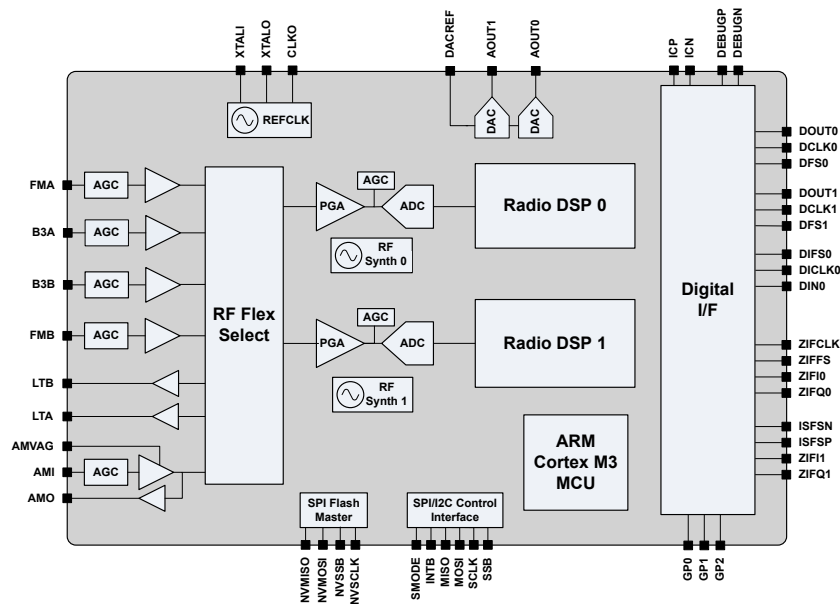 XTALI
XTALO
CLKO
DACREF
AOUT1
AOUT0
ICP
ICN
DEBUGP
DEBUGN
REFCLK
DAC
DAC
FMA
AGC
B3A
AGC
B3B
AGC
FMB
AGC
LTB
LTA
AMVAG
AMI
AGC
AMO
RF Flex
Select
PGA
AGC
ADC
RF
Synth 0
Radio DSP 0
PGA
AGC
ADC
RF
Synth 1
Radio DSP 1
ARM
Cortex M3
MCU
Digital
I/F
DOUT0
DCLK0
DFS0
DOUT1
DCLK1
DFS1
DIFS0
DICLK0
DIN0
ZIFCLK
ZIFFS
ZIFI0
ZIFQ0
ISFSN
ISFSP
ZIFI1
ZIFQ1
SPI Flash
Master
SPI/I2C Control
Interface
NVMISO
NVMOSI
NVSSB
NVSCLK
SMODE
INTB
MISO
MOSI
SCLK
SSB
GP0
GP1
GP2